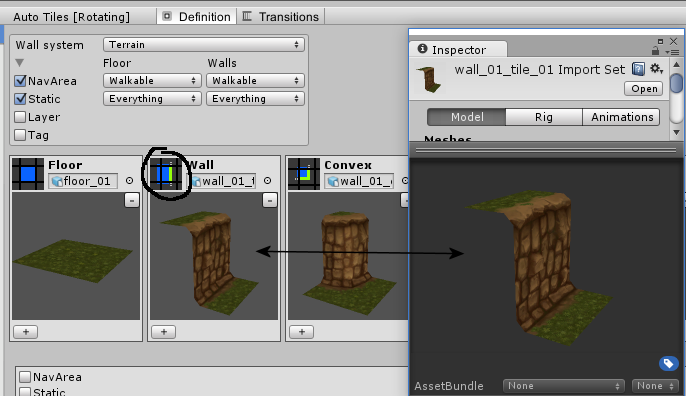 Auto Tiles [Rotating]
Definition
Transitions
Wall system
Terrain
Floor
Walls
NavArea
Walkable
Walkable
Static
Everything
Everything
Layer
Tag
Floor
floor_01
Wall
wall_01_t
Convex
wall_01_
-
-
+
+
+
NavArea
Static
Inspector
wall_01_tile_01 Import Set
Open
Model
Rig
Animations
Meshes
AssetBundle
None
None